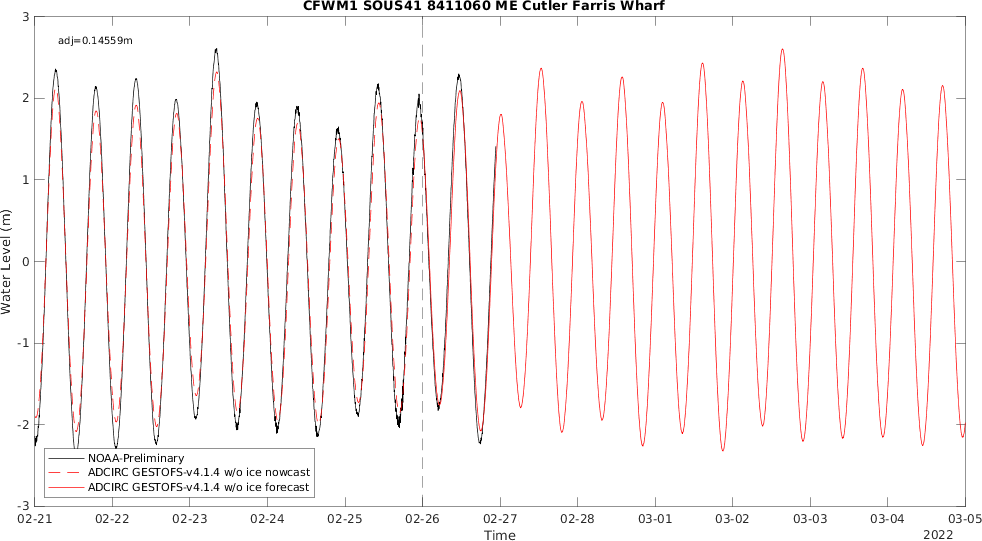 CFWM1 SOUS41 8411060 ME Cutler Farris Wharf
adj=0.14559m
Water Level (m)
3
2
1
0
-1
-2
-3
NOAA-Preliminary
ADCIRC GESTOFS-v4.1.4 w/o ice nowcast
ADCIRC GESTOFS-v4.1.4 w/o ice forecast
02-21 02-22 02-23 02-24 02-25 02-26 02-27 02-28 03-01 03-02 03-03 03-04 03-05
Time
2022